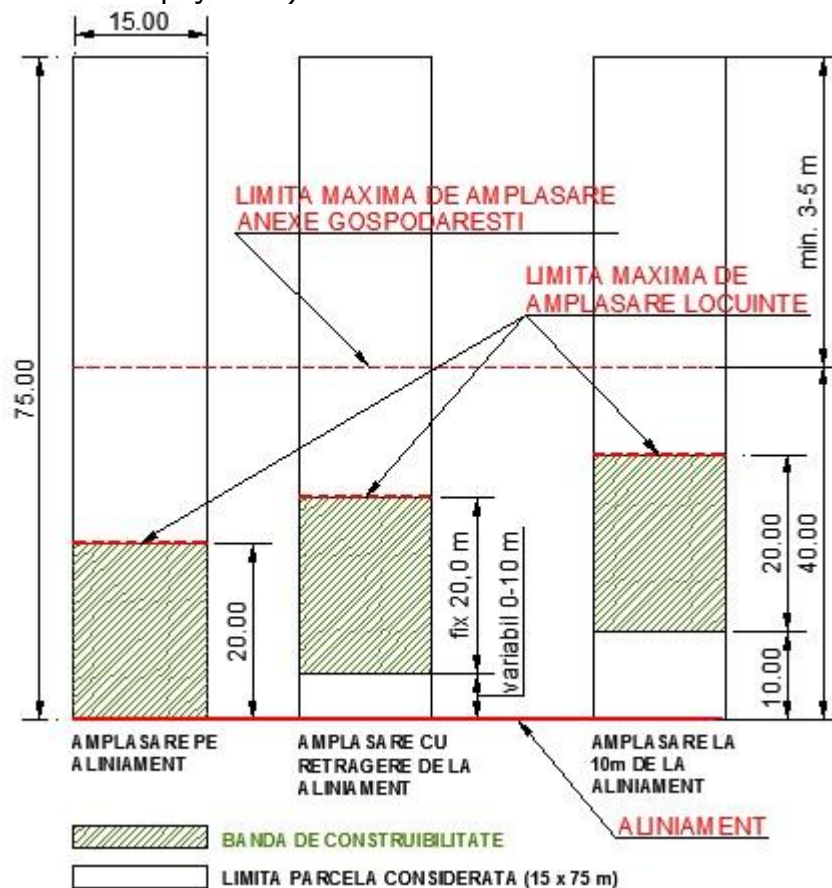 15.00
LIMITA MAXIMA DE AMPLASARE
ANEXE GOSPODARESTI
LIMITA MAXIMA DE
AMPLASARE LOCUINTE
min. 3-5 m
75.00
20.00
fix 20,0 m
variabil 0-10 m
20.00
40.00
10.00
AMPLASARE PE
ALINIAMENT
AMPLASARE CU
RETRAGERE DE LA
ALINIAMENT
AMPLASARE LA
10m DE LA
ALINIAMENT
ALINIAMENT
BANDA DE CONSTRUIBILITATE
LIMITA PARCELA CONSIDERATA (15 x 75 m)